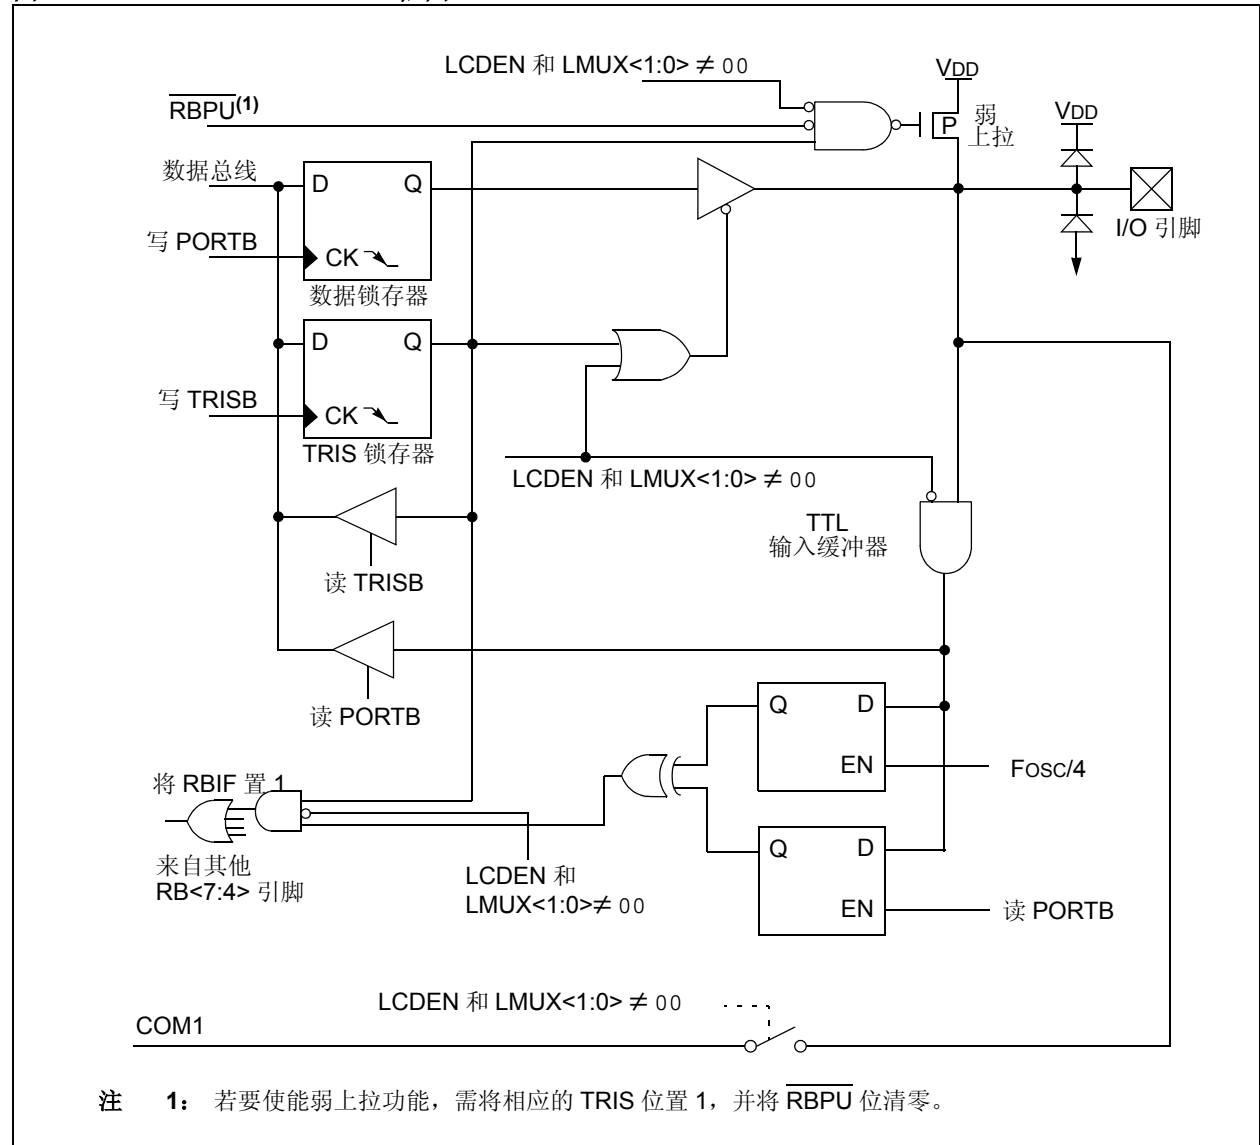 LCDEN 和 LMUX<1:0> ≠ 00
VDD
RBPU(1)
P
弱
上拉
VDD
数据总线
D Q
写 PORTB
CK
I/O 引脚
数据锁存器
D Q
写 TRISB
CK
TRIS 锁存器
LCDEN 和 LMUX<1:0> ≠ 00
TTL
输入缓冲器
读 TRISB
读 PORTB
Q D
EN
FOSC/4
将 RBIF 置 1
Q D
来自其他
RB<7:4> 引脚
LCDEN 和
LMUX<1:0>≠ 00
EN
读 PORTB
LCDEN 和 LMUX<1:0> ≠ 00
COM1
注 1: 若要使能弱上拉功能，需将相应的 TRIS 位置 1，并将 RBPU 位清零。